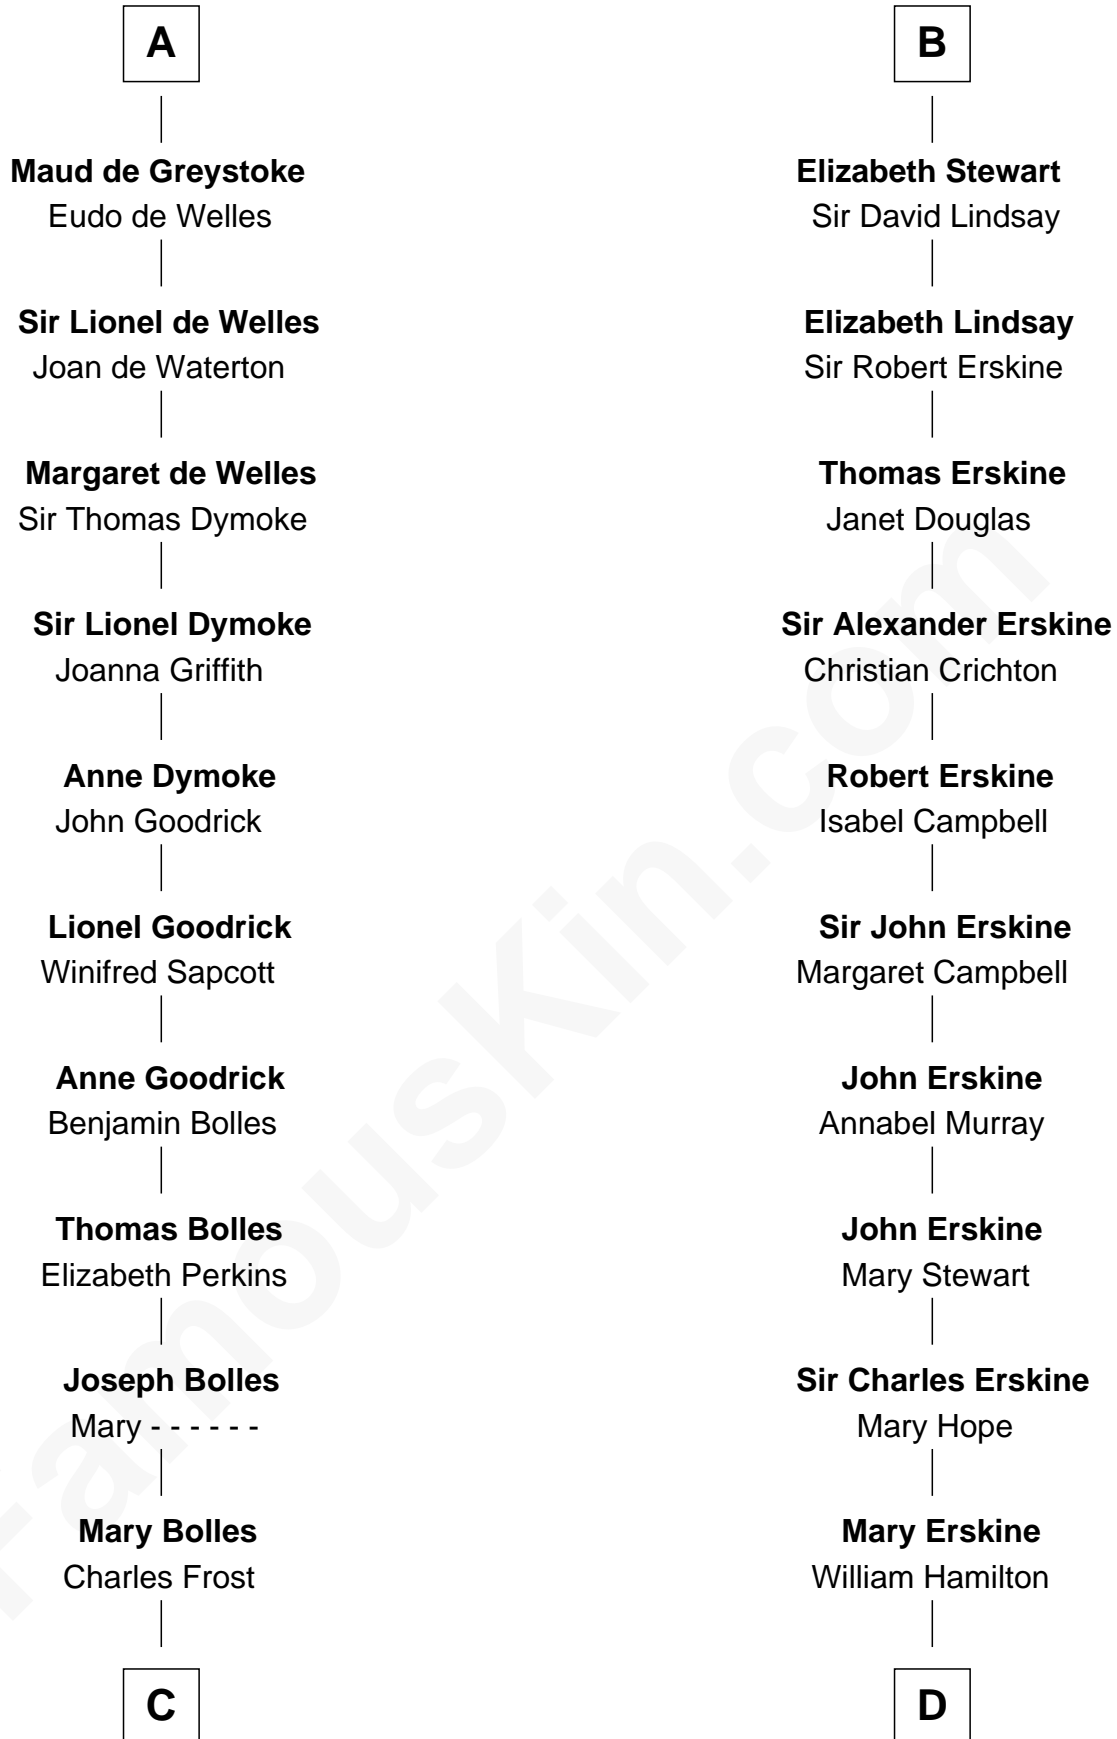 A
Maud de Greystoke
Eudo de Welles
Sir Lionel de Welles
Joan de Waterton
Margaret de Welles
Sir Thomas Dymoke
Sir Lionel Dymoke
Joanna Griffith
Anne Dymoke
John Goodrick
Lionel Goodrick
Winifred Sapcott
Anne Goodrick
Benjamin Bolles
Thomas Bolles
Elizabeth Perkins
Joseph Bolles
Mary - - - - - -
Mary Bolles
Charles Frost
C
B
Elizabeth Stewart
Sir David Lindsay
Elizabeth Lindsay
Sir Robert Erskine
Thomas Erskine
Janet Douglas
Sir Alexander Erskine
Christian Crichton
Robert Erskine
Isabel Campbell
Sir John Erskine
Margaret Campbell
John Erskine
Annabel Murray
John Erskine
Mary Stewart
Sir Charles Erskine
Mary Hope
Mary Erskine
William Hamilton
D
FamousKin.com